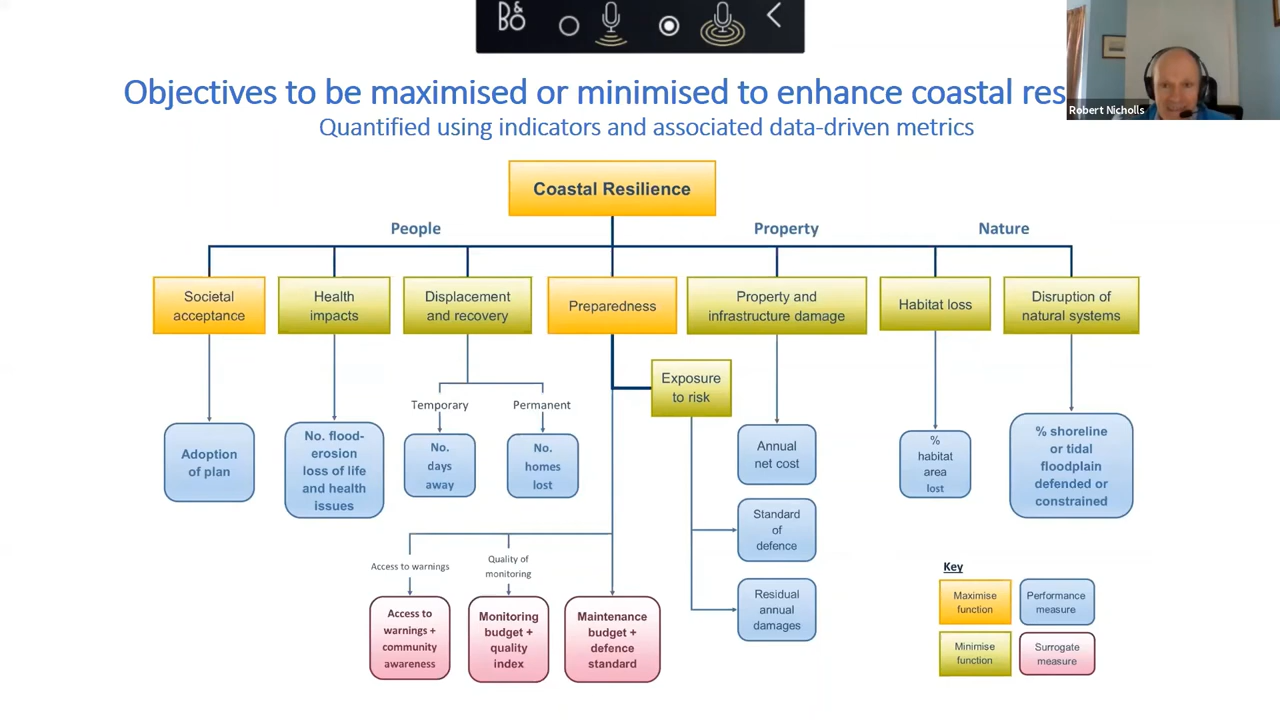 B&O
Objectives to be maximised or minimised to enhance coastal res
Quantified using indicators and associated data-driven metrics
Robert Nicholls
Coastal Resilience
People
Property
Nature
Societal
acceptance
Health
impacts
Displacement
and recovery
Preparedness
Property and
infrastructure damage
Habitat loss
Disruption of
natural systems
Exposure
to risk
Temporary
Permanent
Adoption
of plan
No. flood-
erosion
loss of life
and health
issues
No.
days
away
No.
homes
lost
Annual
net cost
%
habitat
area
lost
% shoreline
or tidal
floodplain
defended or
constrained
Standard
of
defence
Residual
annual
damages
Access to warnings
Quality of
monitoring
Access to
warnings +
community
awareness
Monitoring
budget +
quality
index
Maintenance
budget +
defence
standard
Key
Maximise
function
Performance
measure
Minimise
function
Surrogate
measure